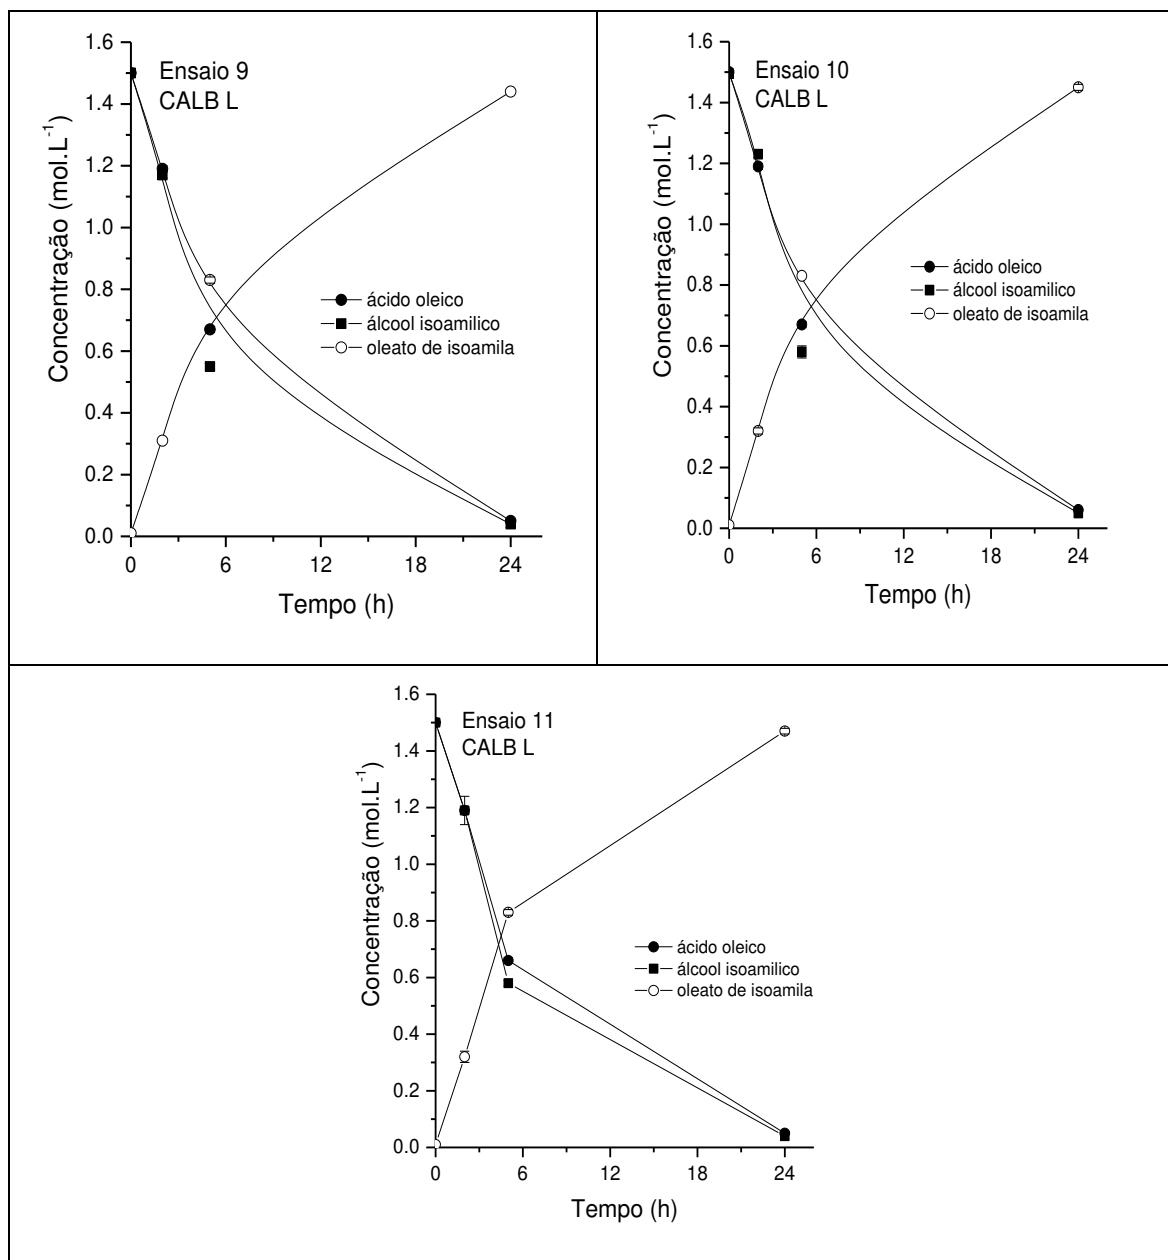 Ensaio 9
CALB L
Concentração (mol.L⁻¹)
1.6
1.4
1.2
1.0
0.8
0.6
0.4
0.2
0.0
ácido oleico
álcool isoamilico
oleato de isoamila
0 6 12 18 24
Tempo (h)
Ensaio 10
CALB L
Concentração (mol.L⁻¹)
1.6
1.4
1.2
1.0
0.8
0.6
0.4
0.2
0.0
ácido oleico
álcool isoamilico
oleato de isoamila
0 6 12 18 24
Tempo (h)
Ensaio 11
CALB L
Concentração (mol.L⁻¹)
1.6
1.4
1.2
1.0
0.8
0.6
0.4
0.2
0.0
ácido oleico
álcool isoamilico
oleato de isoamila
0 6 12 18 24
Tempo (h)